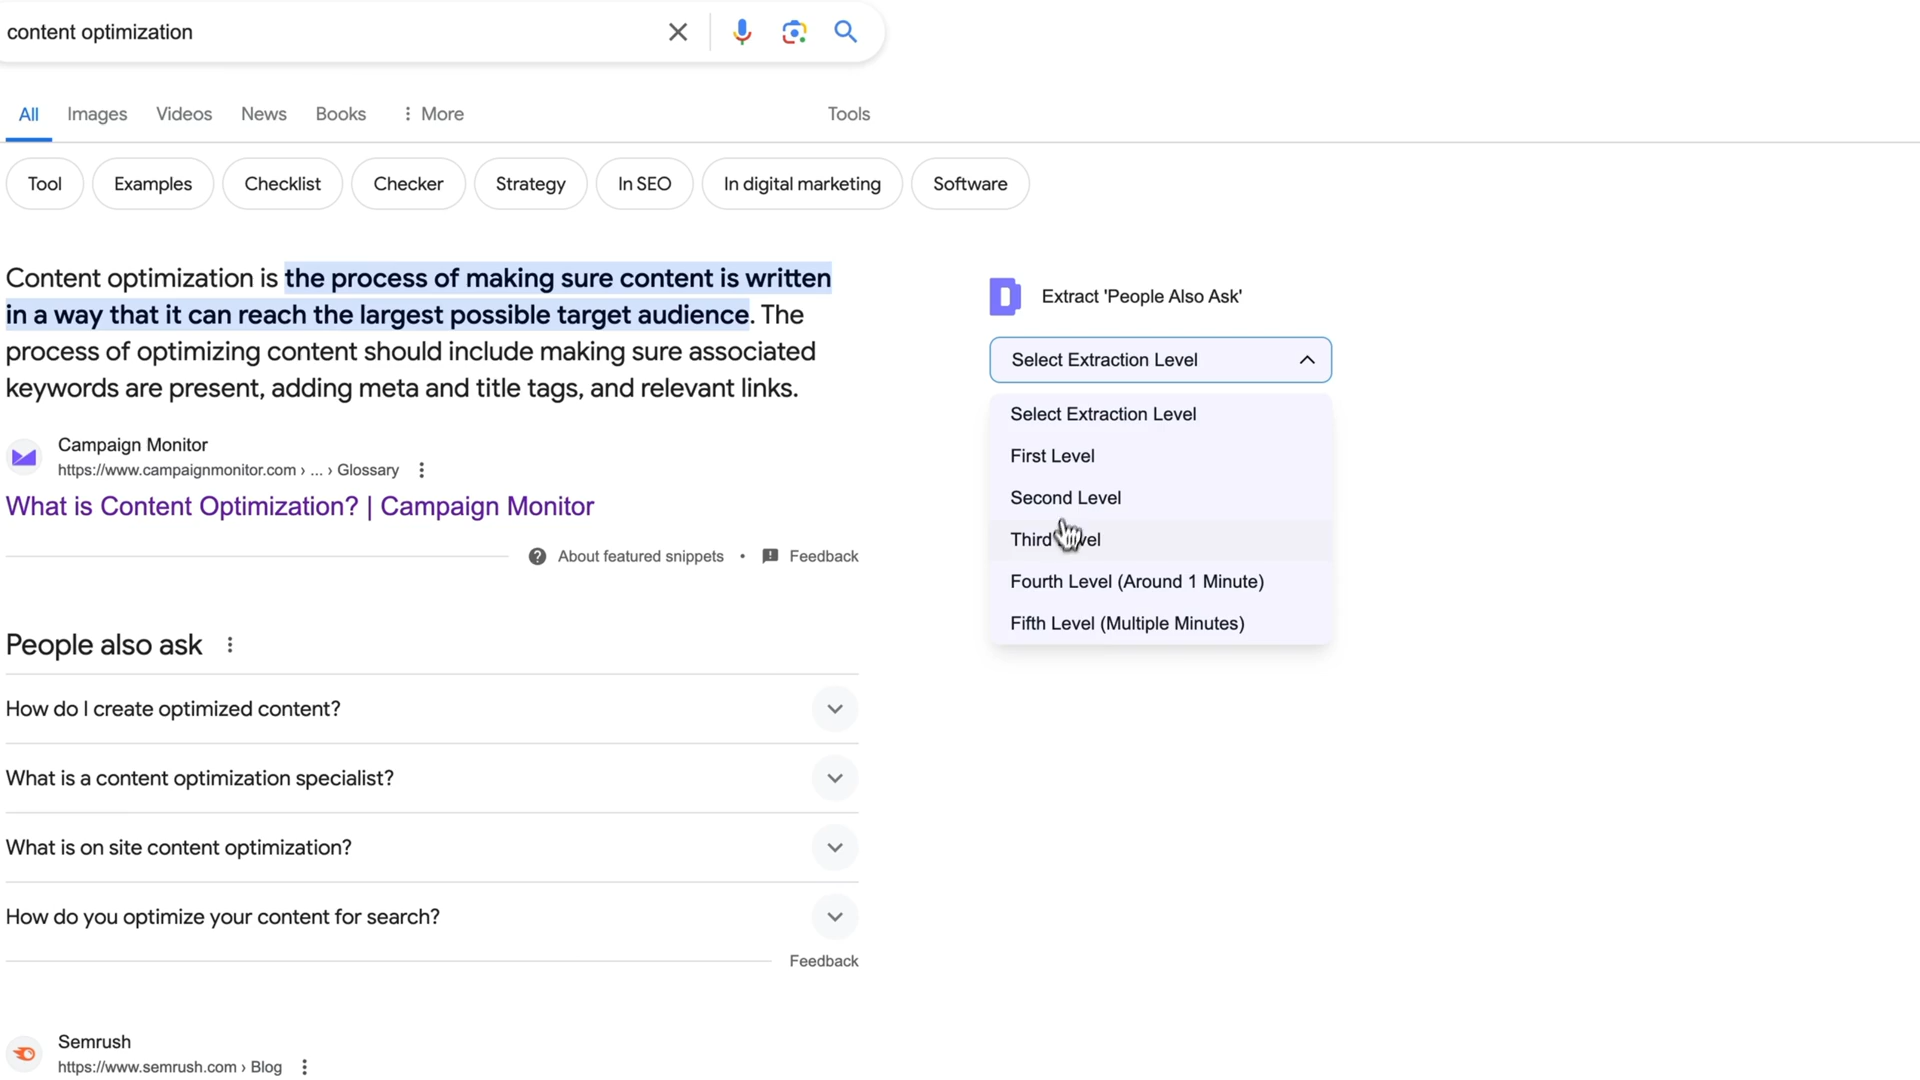 content optimization
All
Images
Videos
News
Books
More
Tools
Tool
Examples
Checklist
Checker
Strategy
In SEO
In digital marketing
Software
Content optimization is the process of making sure content is written
in a way that it can reach the largest possible target audience. The
process of optimizing content should include making sure associated
keywords are present, adding meta and title tags, and relevant links.
Campaign Monitor
https://www.campaignmonitor.com › ... › Glossary
What is Content Optimization? | Campaign Monitor
About featured snippets • Feedback
People also ask
How do I create optimized content?
What is a content optimization specialist?
What is on site content optimization?
How do you optimize your content for search?
Feedback
Semrush
https://www.semrush.com › Blog
Extract 'People Also Ask'
Select Extraction Level
Select Extraction Level
First Level
Second Level
Third
Fourth Level (Around 1 Minute)
Fifth Level (Multiple Minutes)